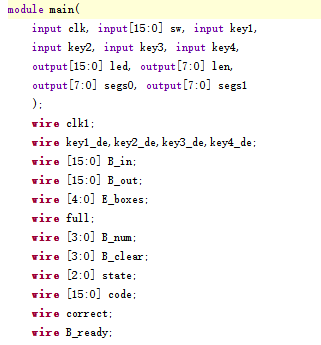 module main(
input clk, input[15:0] sw, input key1,
input key2, input key3, input key4,
output[15:0] led, output[7:0] len,
output[7:0] segs0, output[7:0] segs1
);
wire clk1;
wire key1_de,key2_de,key3_de,key4_de;
wire [15:0] B_in;
wire [15:0] B_out;
wire [4:0] E_boxes;
wire full;
wire [3:0] B_num;
wire [3:0] B_clear;
wire [2:0] state;
wire [15:0] code;
wire correct;
wire B_ready;